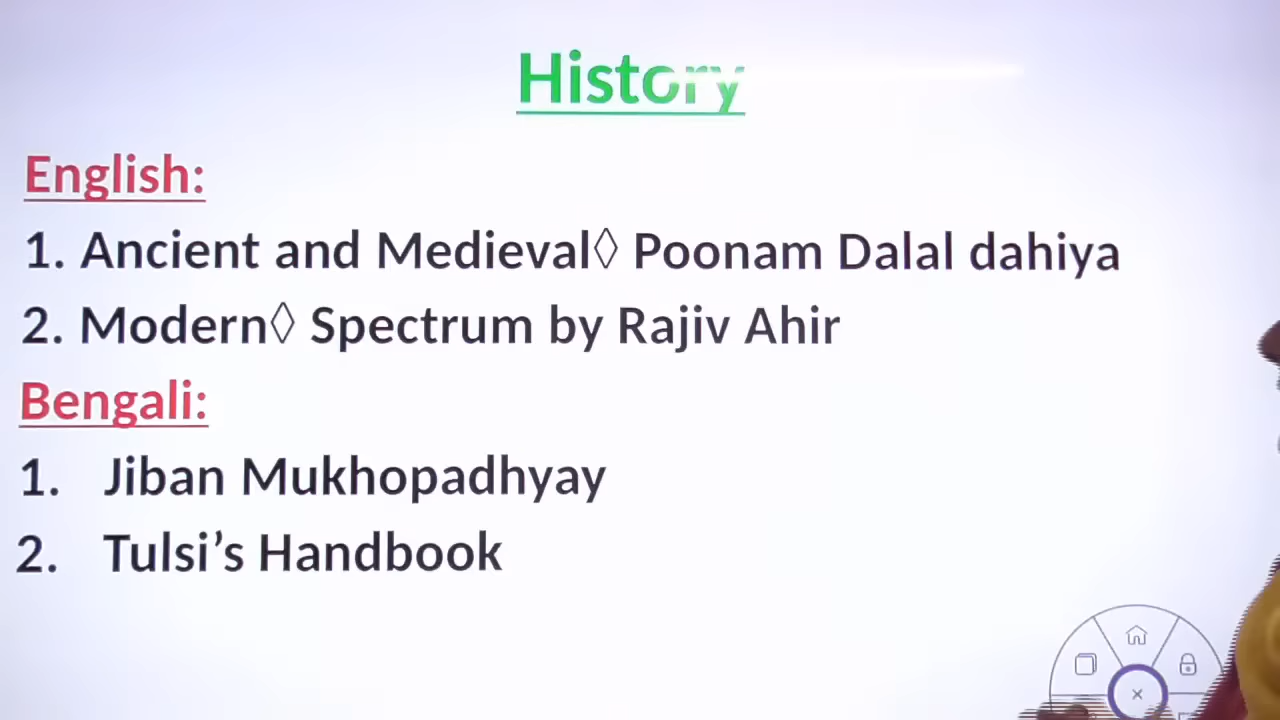 History
English:
1. Ancient and Medieval◊ Poonam Dalal dahiya
2. Modern◊ Spectrum by Rajiv Ahir
Bengali:
1. Jiban Mukhopadhyay
2. Tulsi’s Handbook